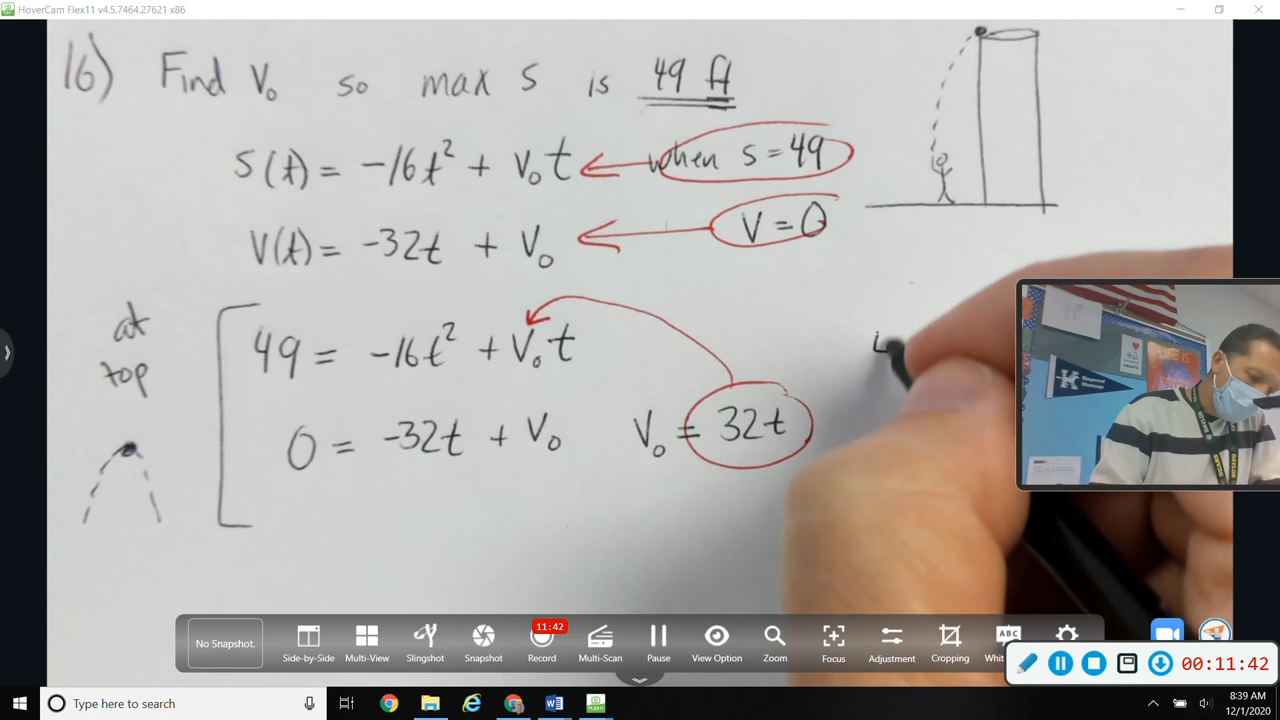 HoverCam Flex11 v4.5.7464.27621 x86
16) Find V₀ so max S is 49 ft
S(t) = -16t² + V₀t when S = 49
V(t) = -32t + V₀ V = 0
at top
49 = -16t² + V₀t
0 = -32t + V₀ V₀ = 32t
4
K
No Snapshot.
Side-by-Side
Multi-View
Slingshot
Snapshot
11:42
Record
Multi-Scan
Pause
View Option
Zoom
Focus
Adjustment
Cropping
ABC
Whit
00:11:42
Type here to search
8:39 AM
12/1/2020